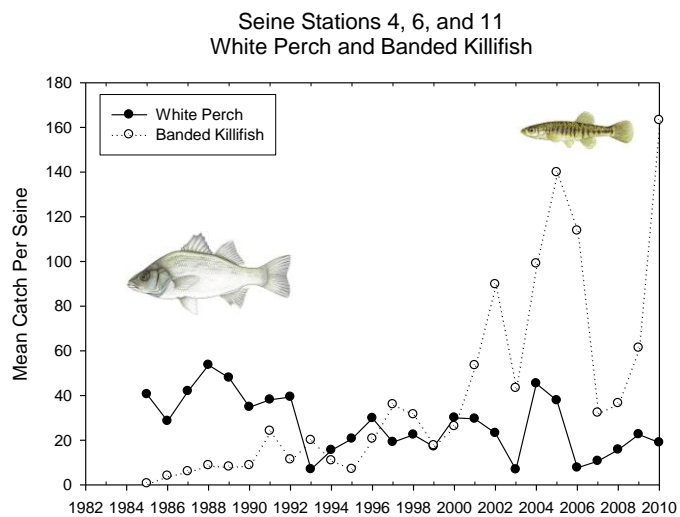 Seine Stations 4, 6, and 11
White Perch and Banded Killifish
180
160
140
120
100
80
60
40
20
0
Mean Catch Per Seine
White Perch
Banded Killifish
1982 1984 1986 1988 1990 1992 1994 1996 1998 2000 2002 2004 2006 2008 2010